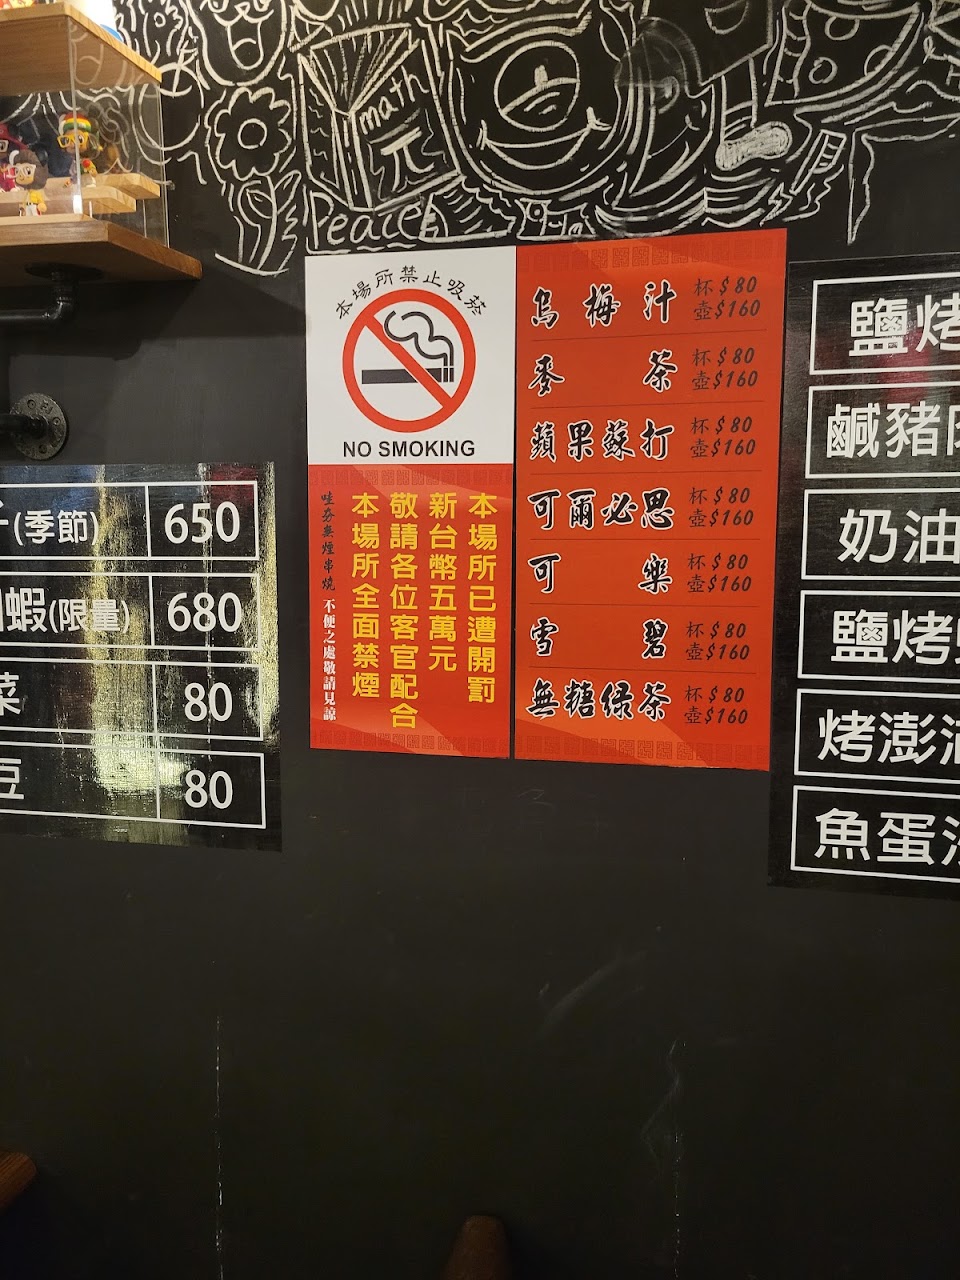 math
元
Peace
本場所禁止吸菸
NO SMOKING
本場所已遭開罰
新台幣五萬元
敬請各位客官配合
本場所全面禁煙
哇夯無煙串燒 不便之處敬請見諒
烏梅汁 杯$80 壺$160
麥茶 杯$80 壺$160
蘋果蘇打 杯$80 壺$160
可爾必思 杯$80 壺$160
可樂 杯$80 壺$160
雪碧 杯$80 壺$160
無糖綠茶 杯$80 壺$160
(季節) 650
蝦(限量) 680
菜 80
豆 80
鹽烤
鹹豬
奶油
鹽烤
烤澎
魚蛋